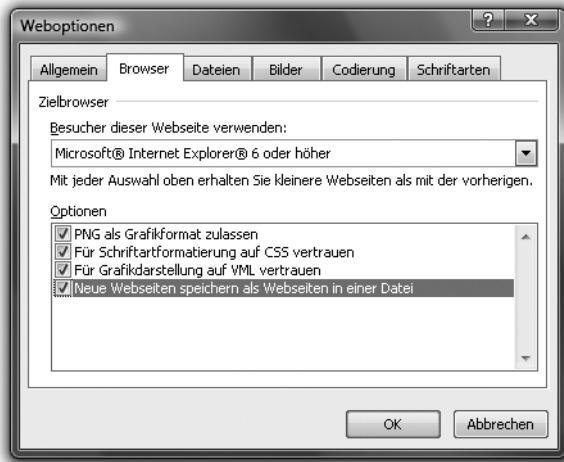 Weboptionen
Allgemein Browser Dateien Bilder Codierung Schriftarten
Zielbrowser
Besucher dieser Webseite verwenden:
Microsoft® Internet Explorer® 6 oder höher
Mit jeder Auswahl oben erhalten Sie kleinere Webseiten als mit der vorherigen.
Optionen
PNG als Grafikformat zulassen
Für Schriftartformatierung auf CSS vertrauen
Für Grafikdarstellung auf VML vertrauen
Neue Webseiten speichern als Webseiten in einer Datei
OK Abbrechen